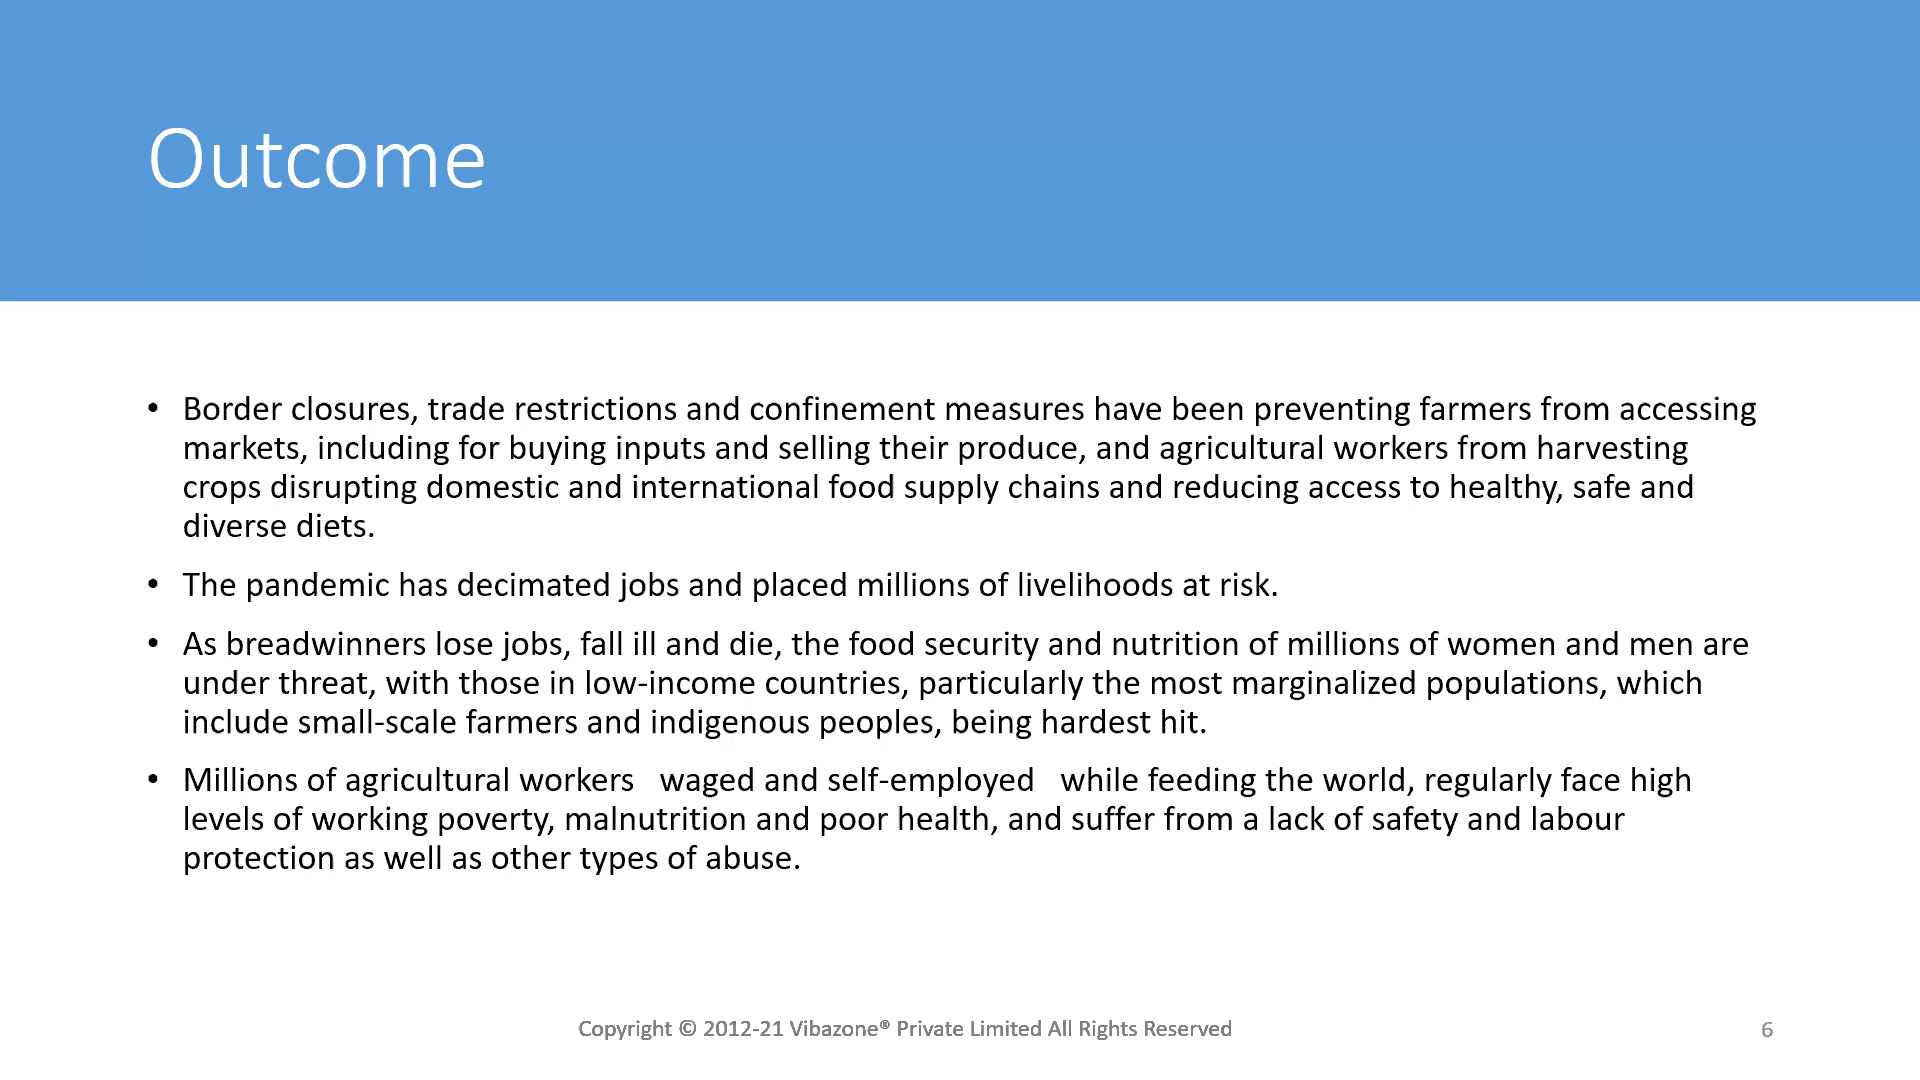 Outcome
• Border closures, trade restrictions and confinement measures have been preventing farmers from accessing
markets, including for buying inputs and selling their produce, and agricultural workers from harvesting
crops disrupting domestic and international food supply chains and reducing access to healthy, safe and
diverse diets.
• The pandemic has decimated jobs and placed millions of livelihoods at risk.
• As breadwinners lose jobs, fall ill and die, the food security and nutrition of millions of women and men are
under threat, with those in low-income countries, particularly the most marginalized populations, which
include small-scale farmers and indigenous peoples, being hardest hit.
• Millions of agricultural workers   waged and self-employed   while feeding the world, regularly face high
levels of working poverty, malnutrition and poor health, and suffer from a lack of safety and labour
protection as well as other types of abuse.
Copyright © 2012-21 Vibazone® Private Limited All Rights Reserved
6